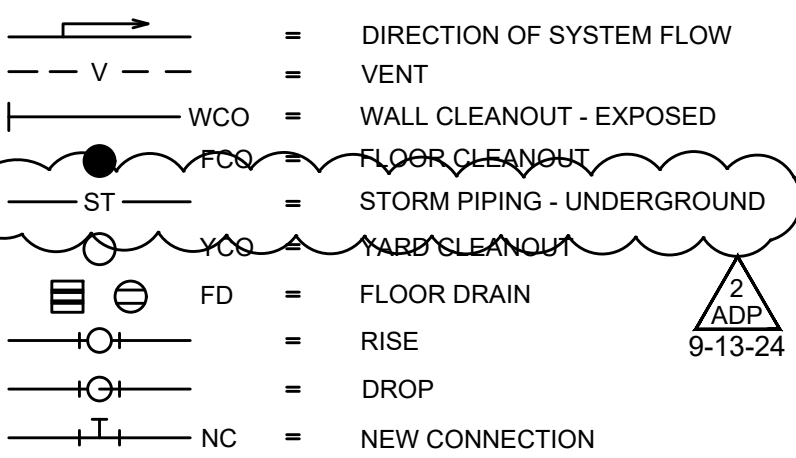 = DIRECTION OF SYSTEM FLOW
V = VENT
WCO = WALL CLEANOUT - EXPOSED
FCO = FLOOR CLEANOUT
ST = STORM PIPING - UNDERGROUND
YCO = YARD CLEANOUT
FD = FLOOR DRAIN
2
ADP
9-13-24
= RISE
= DROP
NC = NEW CONNECTION